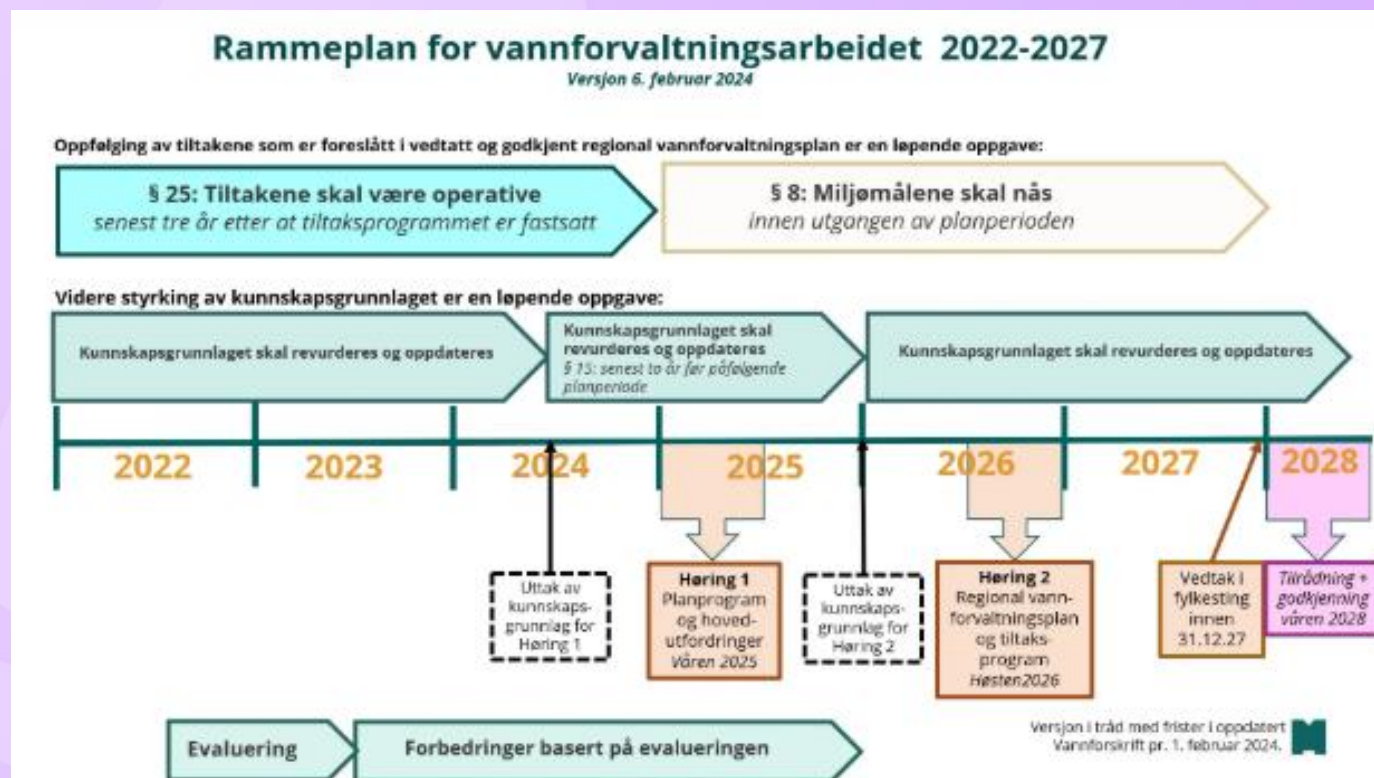 Rammeplan for vannforvaltningsarbeidet 2022-2027
Versjon 6. februar 2024
Oppfølging av tiltakene som er foreslått i vedtatt og godkjent regional vannforvaltningsplan er en løpende oppgave:
§ 25: Tiltakene skal være operative
senest tre år etter at tiltaksprogrammet er fastsatt
§ 8: Miljømålene skal nås
innen utgangen av planperioden
Videre styrking av kunnskapsgrunnlaget er en løpende oppgave:
Kunnskapsgrunnlaget skal revurderes og oppdateres
Kunnskapsgrunnlaget skal
revurderes og oppdateres
§ 15: senest to år før påfølgende
planperiode
Kunnskapsgrunnlaget skal revurderes og oppdateres
2022
2023
2024
2025
2026
2027
2028
Uttak av
kunnskaps-
grunnlag for
Høring 1
Høring 1
Planprogram
og hoved-
utfordringer
Våren 2025
Uttak av
kunnskaps-
grunnlag for
Høring 2
Høring 2
Regional vann-
forvaltningsplan
og tiltaks-
program
Høsten2026
Vedtak i
fylkesting
innen
31.12.27
Tilrådning +
godkjenning
våren 2028
Evaluering
Forbedringer basert på evalueringen
Versjon i tråd med frister i oppdatert
Vannforskrift pr. 1. februar 2024.